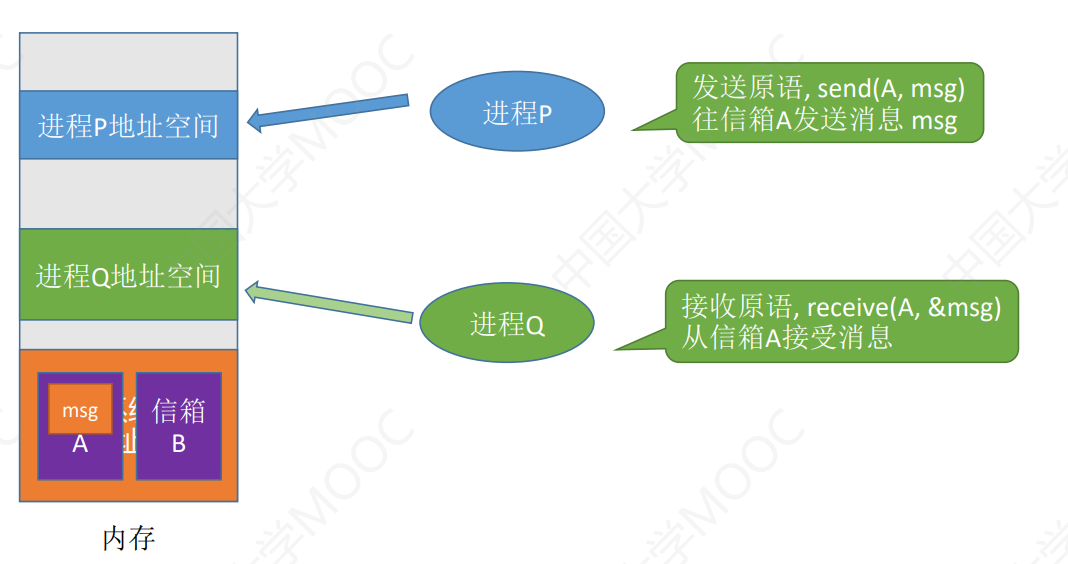 进程P地址空间
进程P
发送原语, send(A, msg)
往信箱A发送消息 msg
进程Q地址空间
进程Q
接收原语, receive(A, &msg)
从信箱A接受消息
msg
A
信箱
B
内存
中国大学MOOC